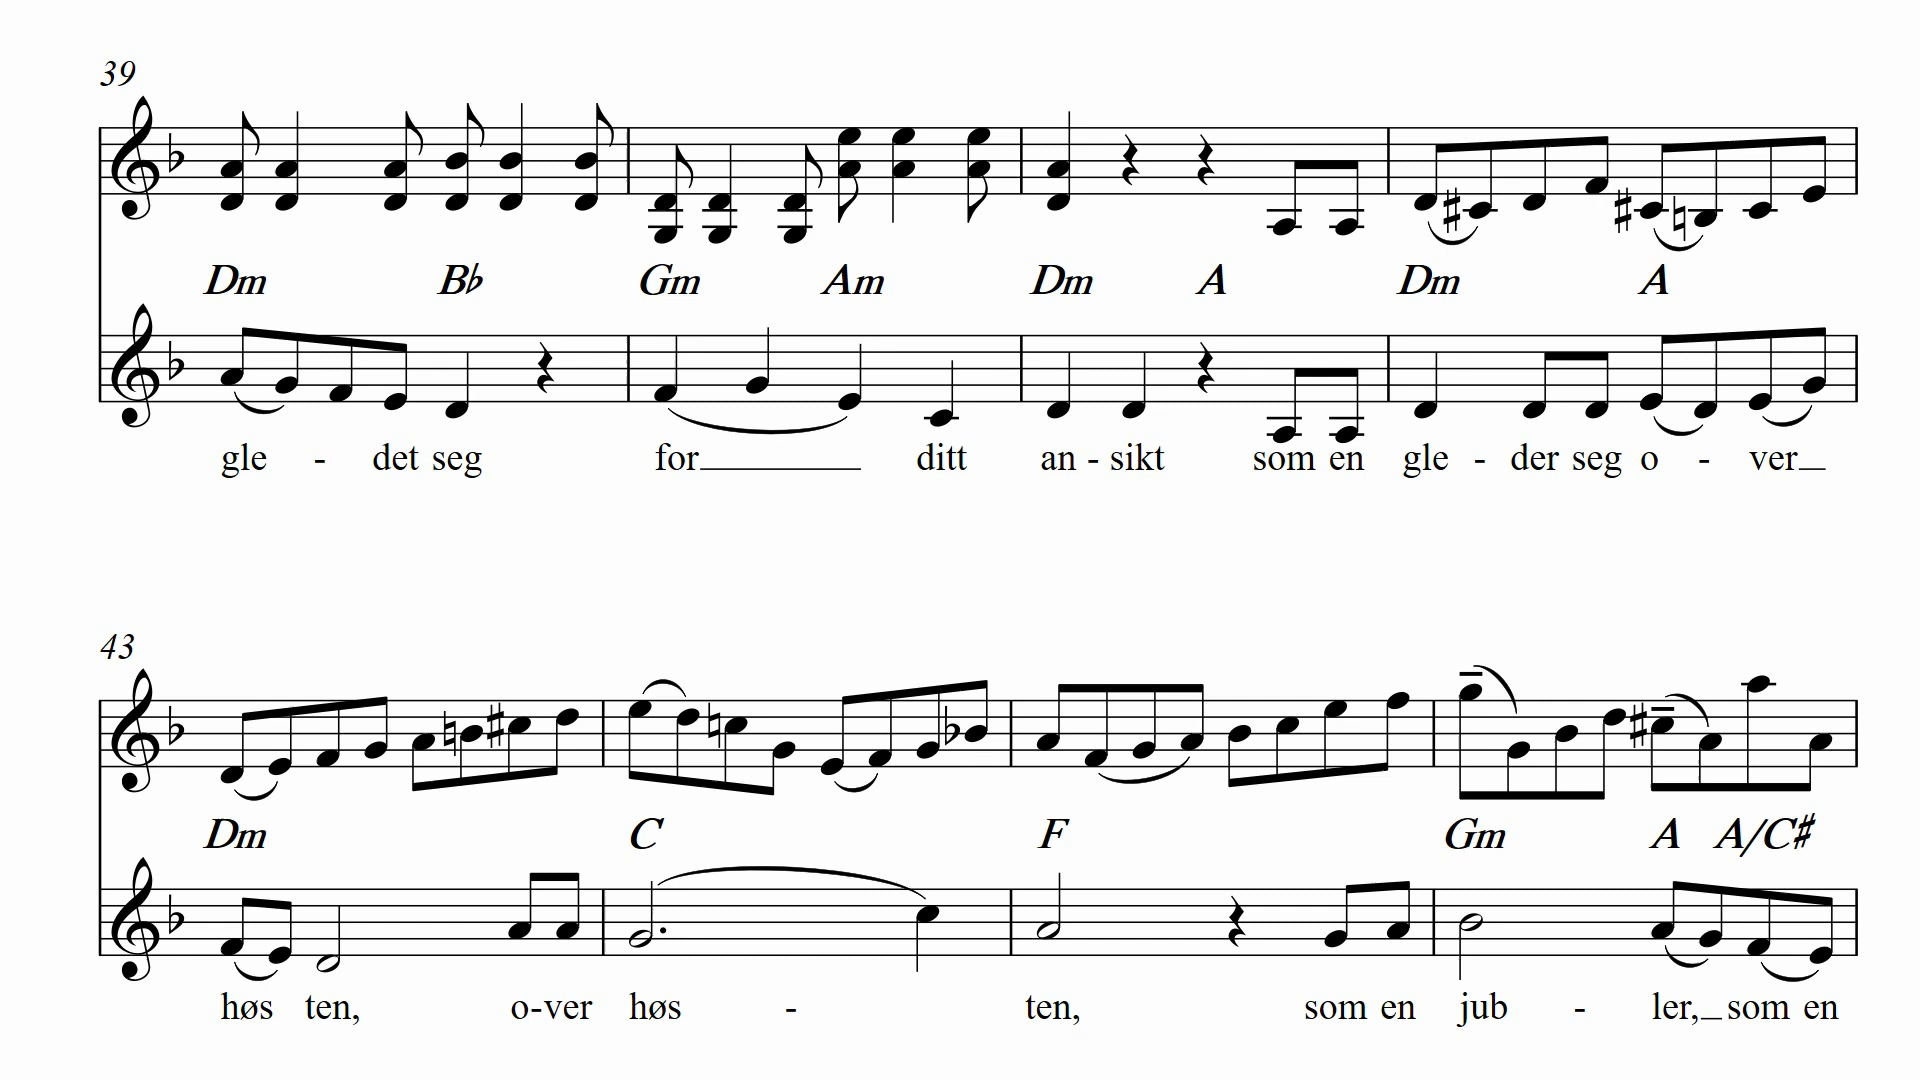 39
Dm B♭ Gm Am Dm A Dm A
gle - det seg for ditt an - sikt som en gle - der seg o - ver
43
Dm C F Gm A A/C♯
høs ten, o-ver høs - ten, som en jub - ler, som en